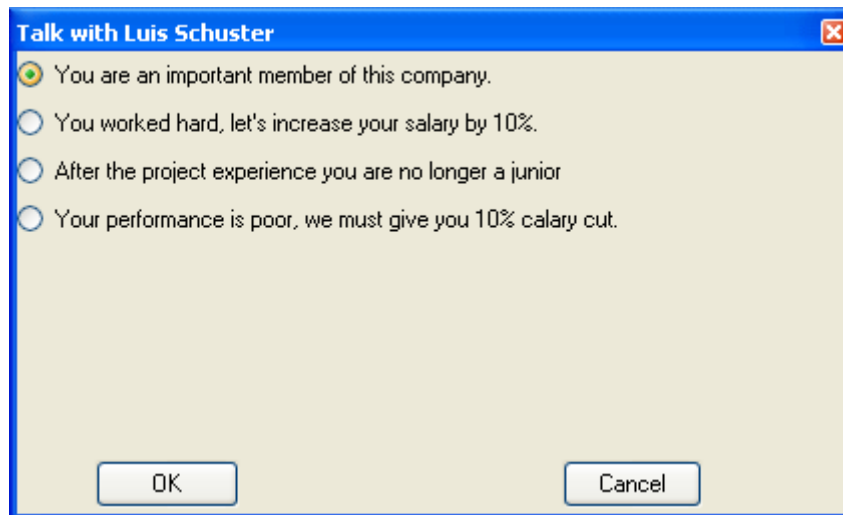 Talk with Luis Schuster
You are an important member of this company.
You worked hard, let's increase your salary by 10%.
After the project experience you are no longer a junior
Your performance is poor, we must give you 10% calary cut.
OK
Cancel